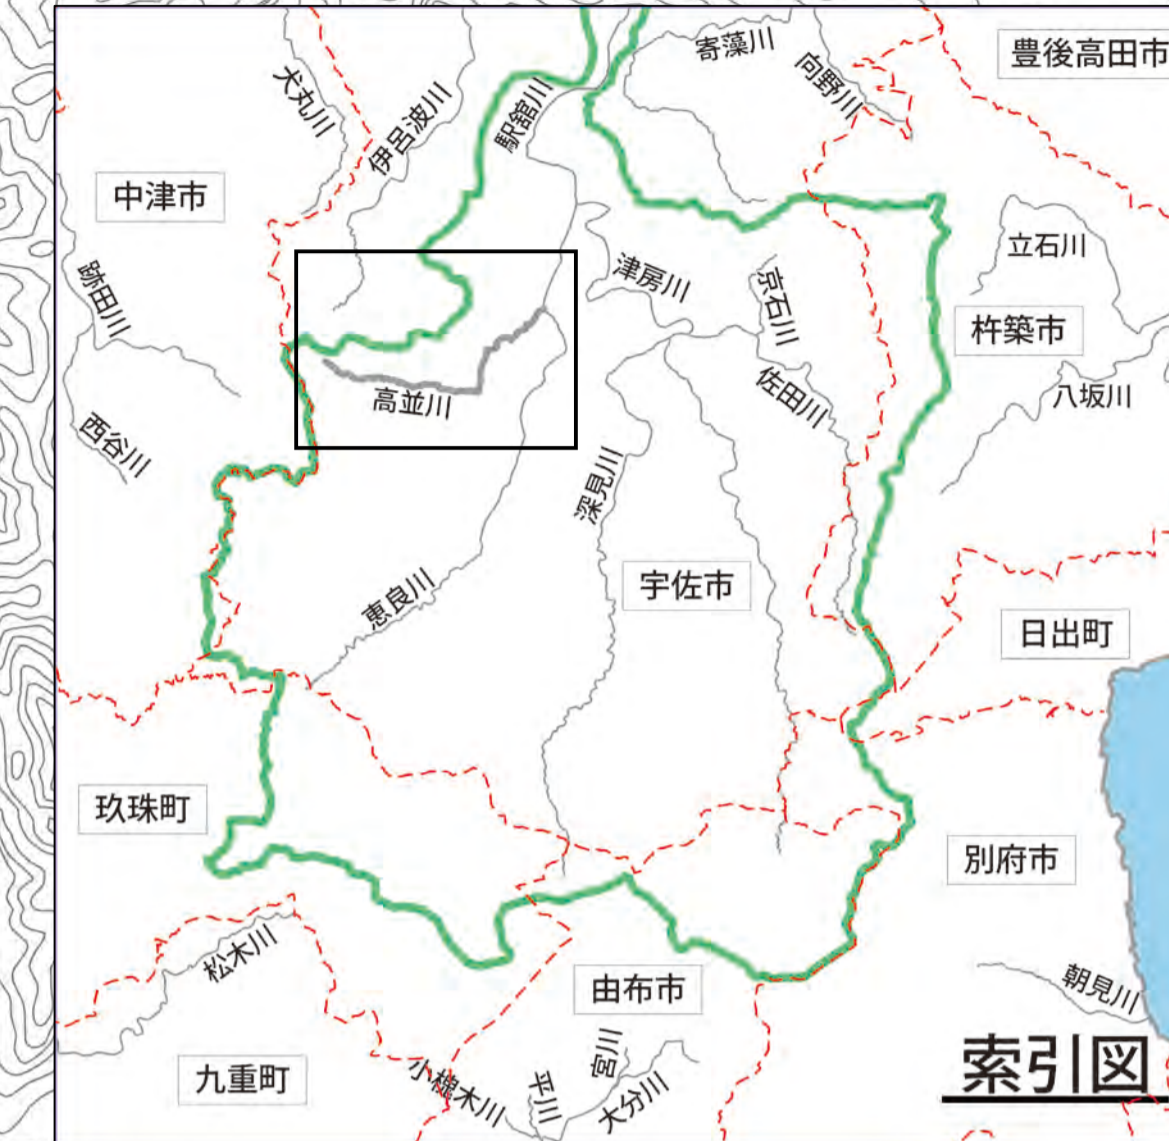 寄藻川
豊後高田市
向野川
犬丸川
伊呂波川
駅舘川
中津市
立石川
跡田川
津房川
京石川
杵築市
高並川
佐田川
八坂川
西谷川
深見川
恵良川
宇佐市
日出町
玖珠町
別府市
松木川
由布市
朝見川
索引図
九重町
小櫆木川
平川
宮川
大分川